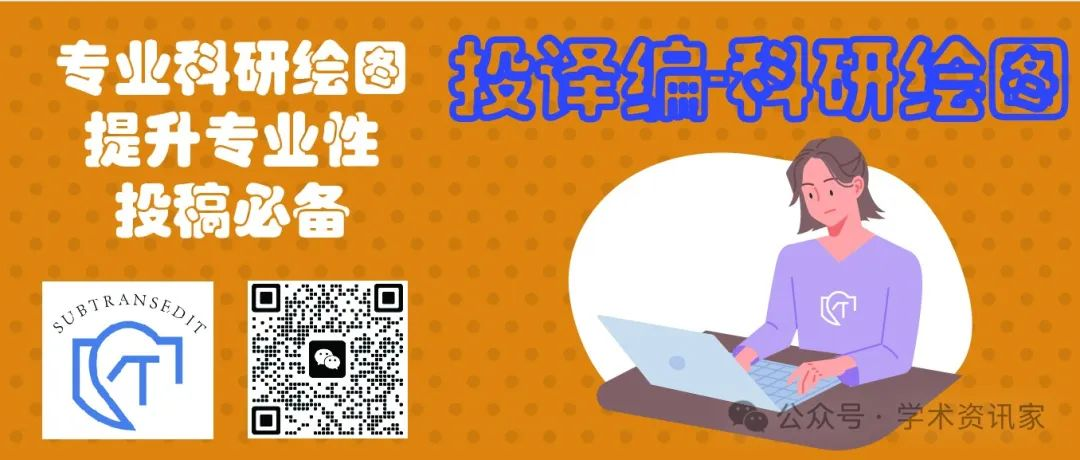 专业科研绘图
提升专业性
投稿必备
投译编-科研绘图
SUBTRANSEDIT
T
公众号·学术资讯家